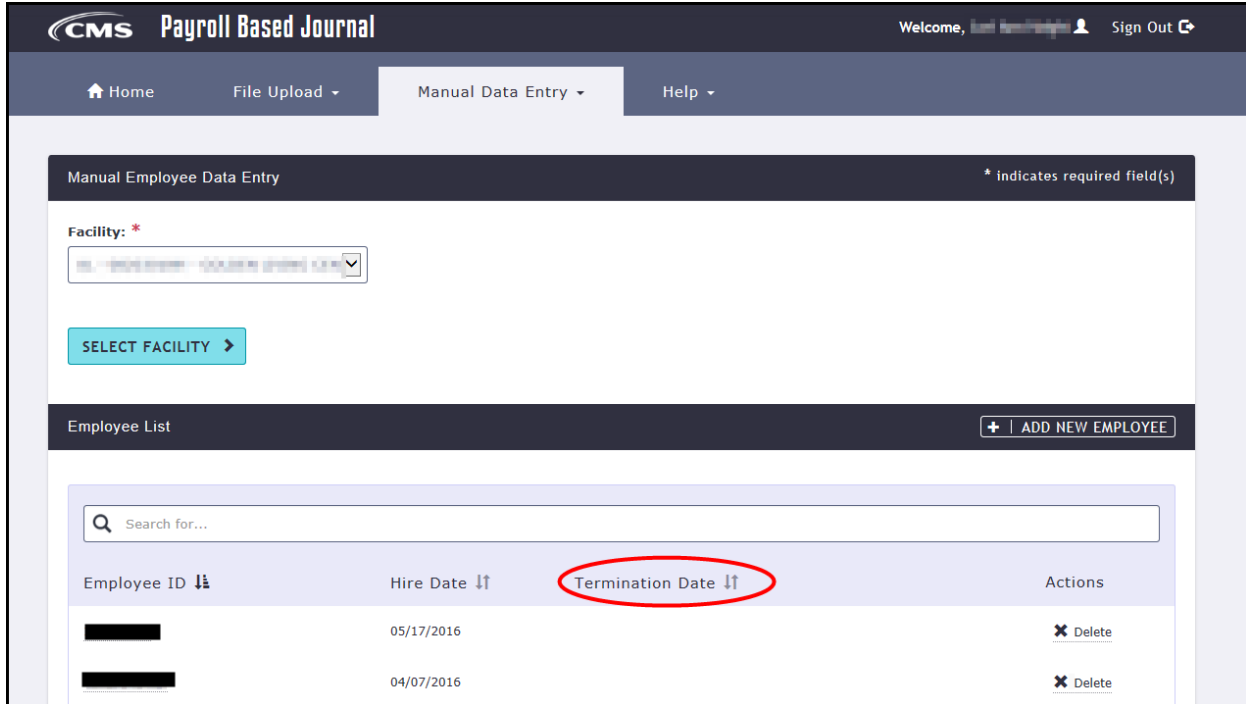 CMS Payroll Based Journal
Welcome,
Sign Out
Home
File Upload
Manual Data Entry
Help
Manual Employee Data Entry
* indicates required field(s)
Facility: *
SELECT FACILITY
Employee List
+ | ADD NEW EMPLOYEE
Search for...
Employee ID
Hire Date
Termination Date
Actions
05/17/2016
Delete
04/07/2016
Delete